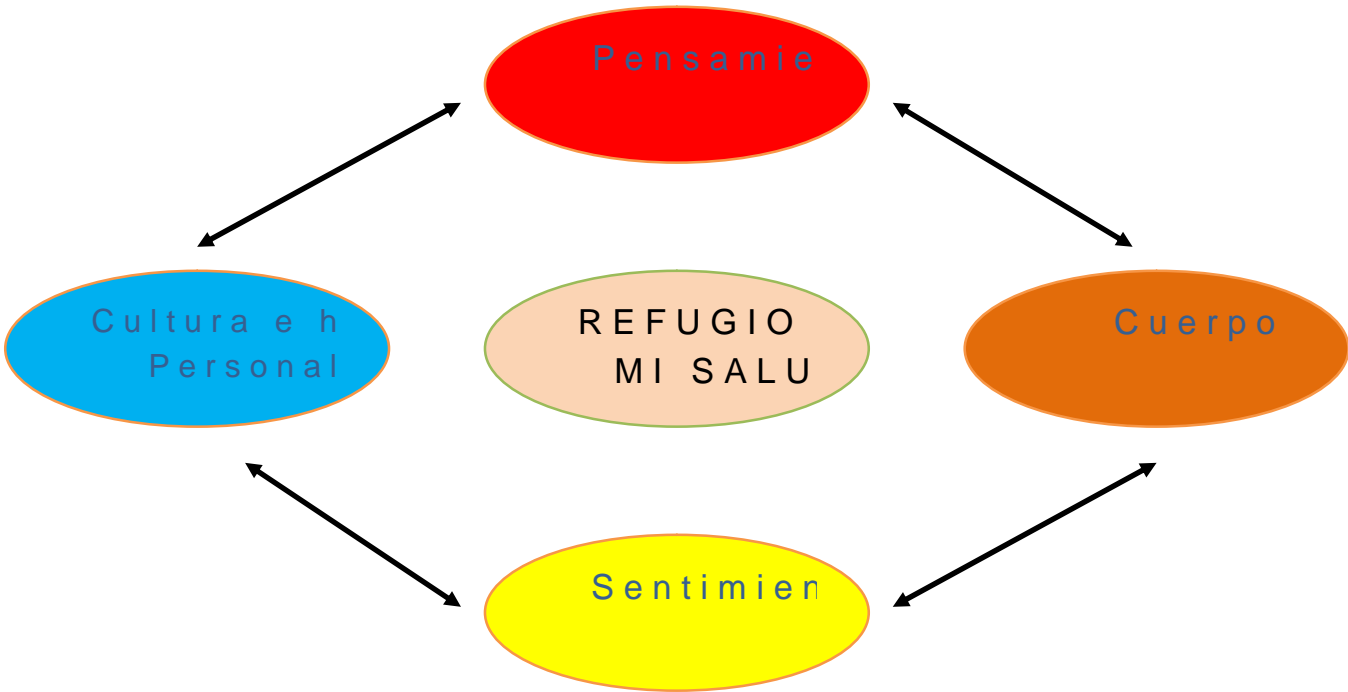 Pensamie
Cultura e h
Personal
REFUGIO
MI SALU
Cuerpo
Sentimien